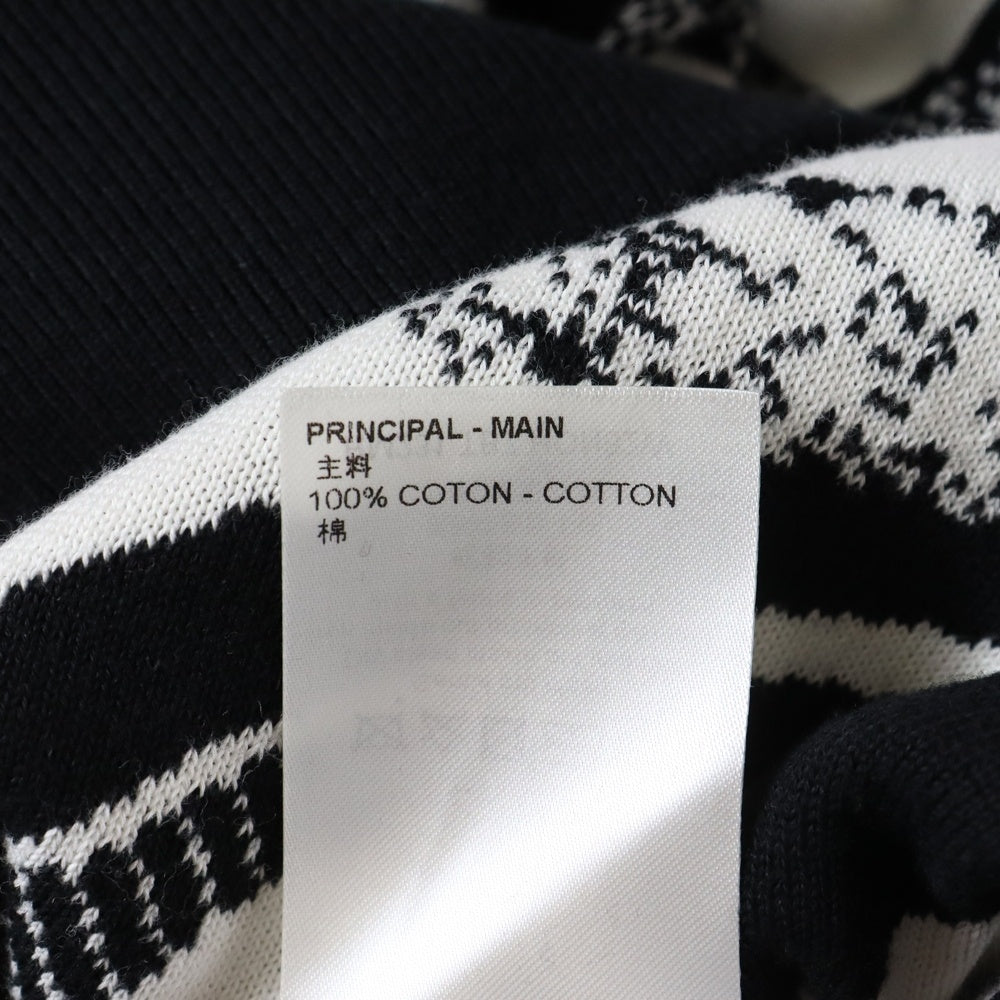 PRINCIPAL - MAIN
主料
100% COTON - COTTON
棉